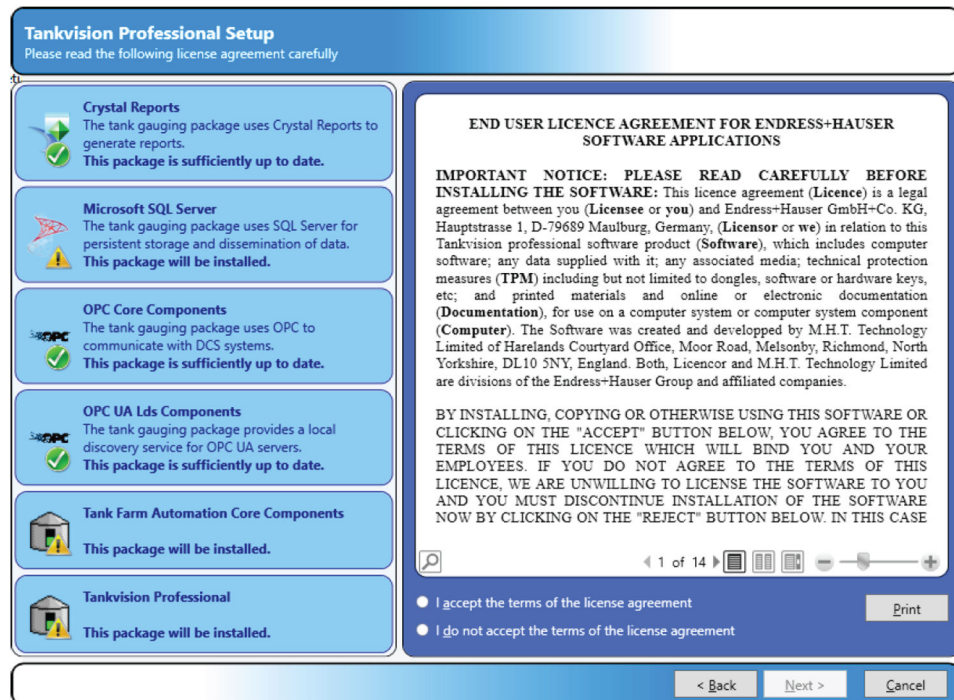 Tankvision Professional Setup
Please read the following license agreement carefully
Crystal Reports
The tank gauging package uses Crystal Reports to
generate reports.
This package is sufficiently up to date.
Microsoft SQL Server
The tank gauging package uses SQL Server for
persistent storage and dissemination of data.
This package will be installed.
OPC
OPC Core Components
The tank gauging package uses OPC to
communicate with DCS systems.
This package is sufficiently up to date.
OPC
OPC UA Lds Components
The tank gauging package provides a local
discovery service for OPC UA servers.
This package is sufficiently up to date.
Tank Farm Automation Core Components
This package will be installed.
Tankvision Professional
This package will be installed.
END USER LICENCE AGREEMENT FOR ENDRESS+HAUSER
SOFTWARE APPLICATIONS
IMPORTANT NOTICE: PLEASE READ CAREFULLY BEFORE
INSTALLING THE SOFTWARE: This licence agreement (Licence) is a legal
agreement between you (Licensee or you) and Endress+Hauser GmbH+Co. KG,
Hauptstrasse 1, D-79689 Maulburg, Germany, (Licensor or we) in relation to this
Tankvision professional software product (Software), which includes computer
software; any data supplied with it; any associated media; technical protection
measures (TPM) including but not limited to dongles, software or hardware keys,
etc; and printed materials and online or electronic documentation
(Documentation), for use on a computer system or computer system component
(Computer). The Software was created and developped by M.H.T. Technology
Limited of Harelands Courtyard Office, Moor Road, Melsonby, Richmond, North
Yorkshire, DL10 5NY, England. Both, Licencor and M.H.T. Technology Limited
are divisions of the Endress+Hauser Group and affiliated companies.
BY INSTALLING, COPYING OR OTHERWISE USING THIS SOFTWARE OR
CLICKING ON THE "ACCEPT" BUTTON BELOW, YOU AGREE TO THE
TERMS OF THIS LICENCE WHICH WILL BIND YOU AND YOUR
EMPLOYEES. IF YOU DO NOT AGREE TO THE TERMS OF THIS
LICENCE, WE ARE UNWILLING TO LICENSE THE SOFTWARE TO YOU
AND YOU MUST DISCONTINUE INSTALLATION OF THE SOFTWARE
NOW BY CLICKING ON THE "REJECT" BUTTON BELOW. IN THIS CASE
1 of 14
I accept the terms of the license agreement
I do not accept the terms of the license agreement
Print
< Back
Next >
Cancel